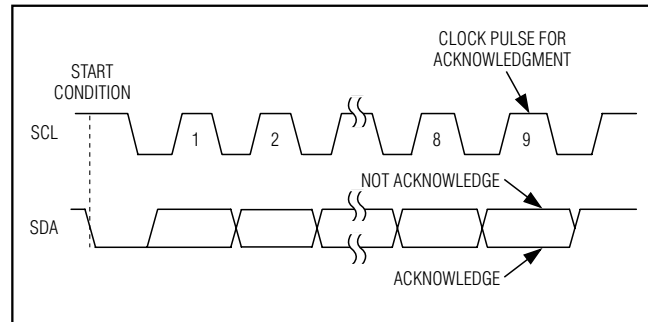 CLOCK PULSE FOR
ACKNOWLEDGMENT
START
CONDITION
SCL
1
2
8
9
NOT ACKNOWLEDGE
SDA
ACKNOWLEDGE